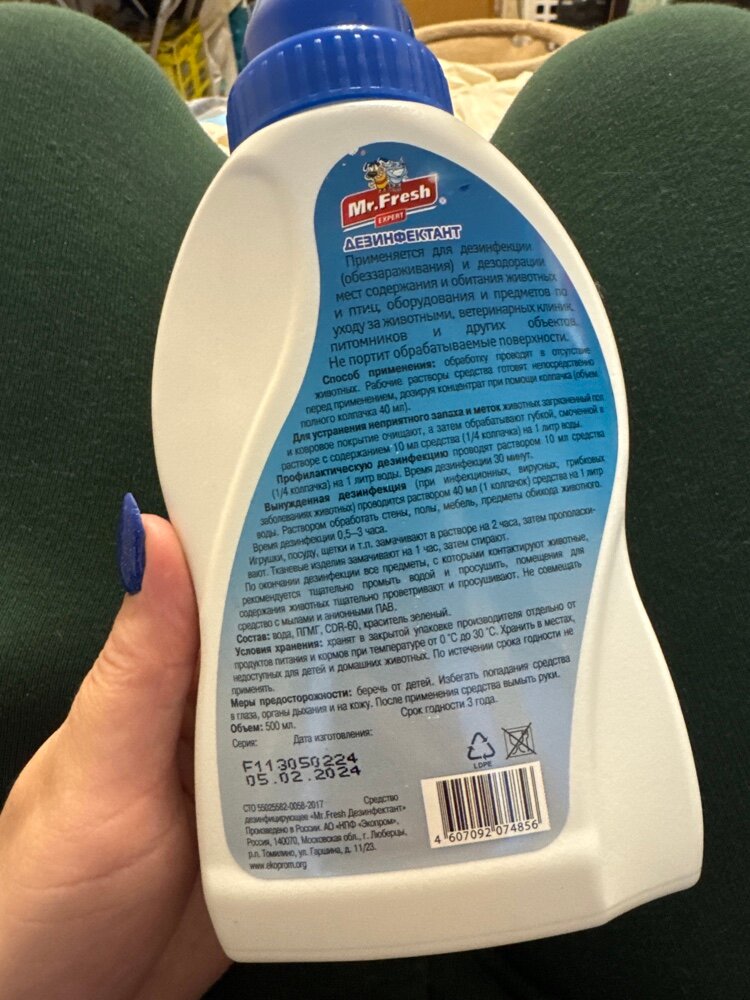 Mr.Fresh
EXPERT
ДЕЗИНФЕКТАНТ
Применяется для дезинфекции
(обеззараживания) и дезодорации
мест содержания и обитания животных
и птиц, оборудования и предметов по
уходу за животными, ветеринарных клиник,
питомников и других объектов.
Не портит обрабатываемые поверхности.
Способ применения: обработку проводят в отсутствие
животных. Рабочие растворы средства готовят непосредственно
перед применением, дозируя концентрат при помощи колпачка (объем
полного колпачка 40 мл).
Для устранения неприятного запаха и меток животных загрязненный пол
и ковровое покрытие очищают, а затем обрабатывают губкой, смоченной в
растворе с содержанием 10 мл средства (1/4 колпачка) на 1 литр воды.
Профилактическую дезинфекцию проводят раствором 10 мл средства
(1/4 колпачка) на 1 литр воды. Время дезинфекции 30 минут.
Вынужденная дезинфекция (при инфекционных, вирусных, грибковых
заболеваниях животных) проводится раствором 40 мл (1 колпачок) средства на 1 литр
воды. Раствором обработать стены, полы, мебель, предметы обихода животного.
Время дезинфекции 0,5–3 часа.
Игрушки, посуду, щетки и т.п. замачивают в растворе на 2 часа, затем прополаски-
вают. Тканевые изделия замачивают на 1 час, затем стирают.
По окончании дезинфекции все предметы, с которыми контактируют животные,
рекомендуется тщательно промыть водой и просушить, помещения для
содержания животных тщательно проветривают и просушивают. Не совмещать
средство с мылами и анионными ПАВ.
Состав: вода, ПГМГ, CDR-60, краситель зеленый.
Условия хранения: хранят в закрытой упаковке производителя отдельно от
продуктов питания и кормов при температуре от 0 °С до 30 °С. Хранить в местах,
недоступных для детей и домашних животных. По истечении срока годности не
применять.
Меры предосторожности: беречь от детей. Избегать попадания средства
в глаза, органы дыхания и на кожу. После применения средства вымыть руки.
Объем: 500 мл. Срок годности 3 года.
Серия: Дата изготовления:
F113050224
05.02.2024
LDPE
СТО 55025582-0058-2017 Средство
дезинфицирующее «Mr.Fresh Дезинфектант»
Произведено в России. АО «НПФ «Экопром»,
Россия, 140070, Московская обл., г. Люберцы,
р.п. Томилино, ул. Гаршина, д. 11/23.
www.ekoprom.org
4 607092 074856